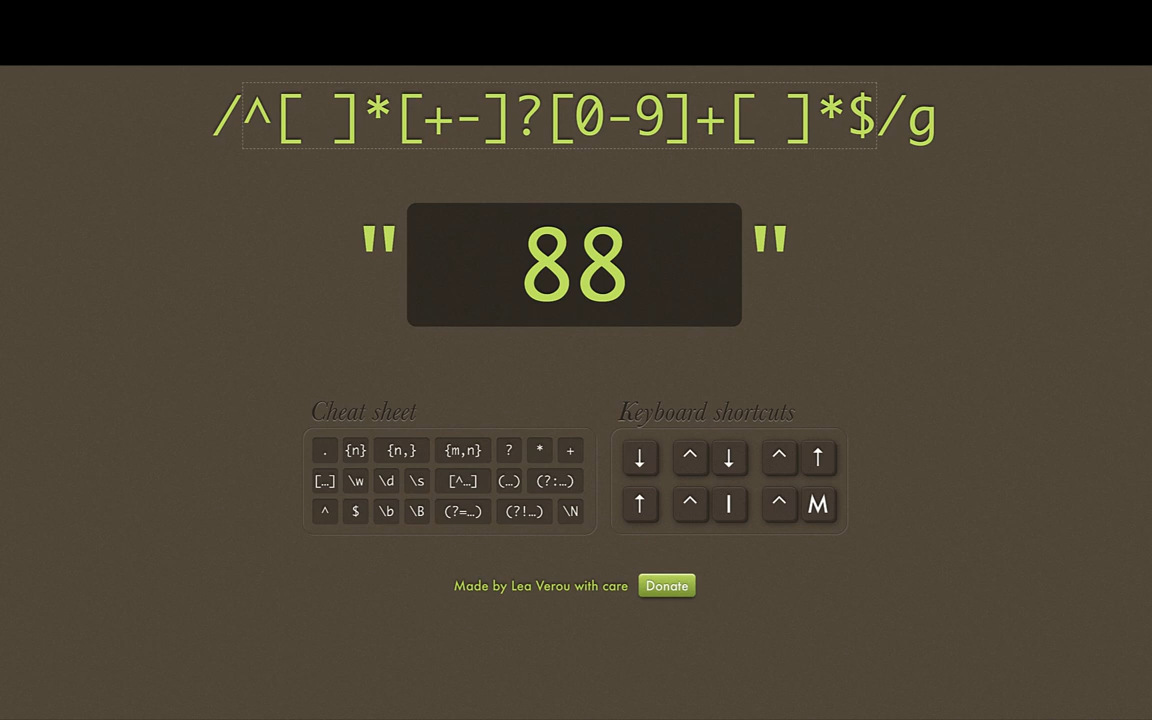 /^[ ]*[+-]?[0-9]+[ ]*$/g
" 88 "
Cheat sheet
. {n} {n,} {m,n} ? * +
[…] \w \d \s [^…] (…) (?:…)
^ $ \b \B (?=…) (?!…) \N
Keyboard shortcuts
↓ ^ ↓ ^ ↑
↑ ^ I ^ M
Made by Lea Verou with care Donate